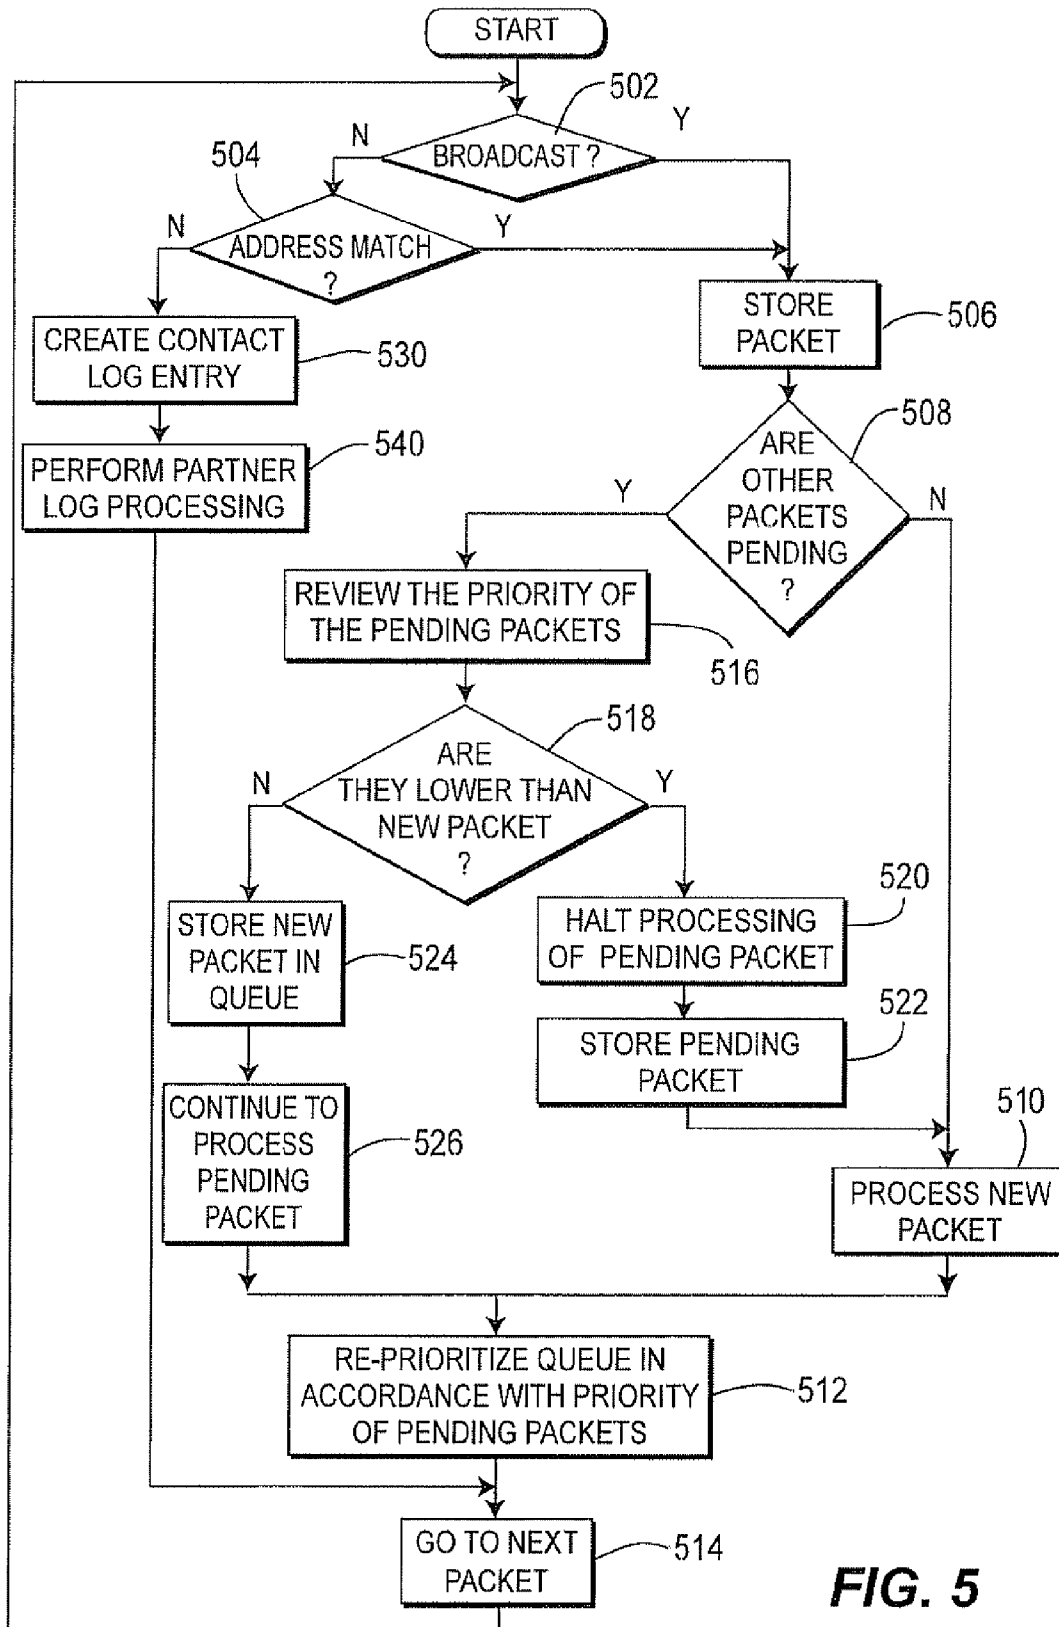 START
502
N
Y
BROADCAST ?
504
N
Y
ADDRESS MATCH
?
STORE
PACKET
506
CREATE CONTACT
LOG ENTRY
530
508
ARE
OTHER
PACKETS
PENDING
?
Y
N
540
PERFORM PARTNER
LOG PROCESSING
REVIEW THE PRIORITY OF
THE PENDING PACKETS
516
518
ARE
THEY LOWER THAN
NEW PACKET
?
N
Y
520
HALT PROCESSING
OF PENDING PACKET
STORE NEW
PACKET IN
QUEUE
524
522
STORE PENDING
PACKET
CONTINUE TO
PROCESS
PENDING
PACKET
526
510
PROCESS NEW
PACKET
RE-PRIORITIZE QUEUE IN
ACCORDANCE WITH PRIORITY
OF PENDING PACKETS
512
GO TO NEXT
PACKET
514
FIG. 5